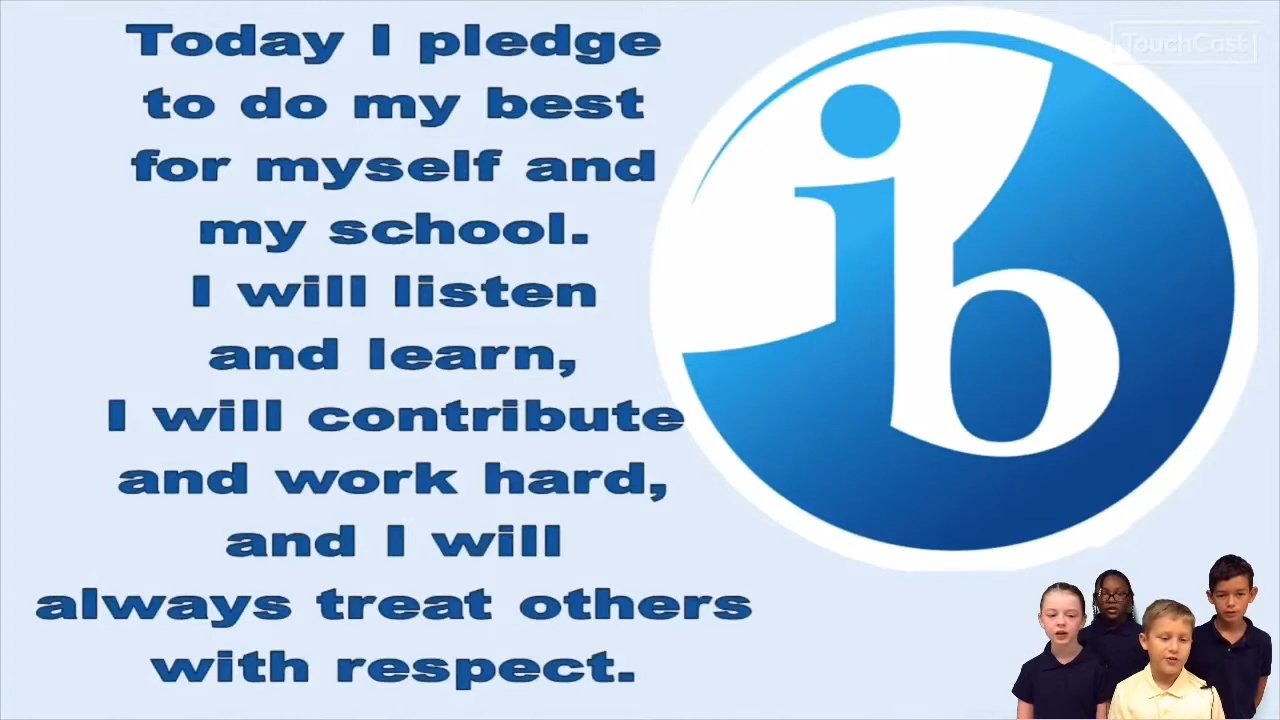 Today I pledge
to do my best
for myself and
my school.
I will listen
and learn,
I will contribute
and work hard,
and I will
always treat others
with respect.
ib
TouchCast